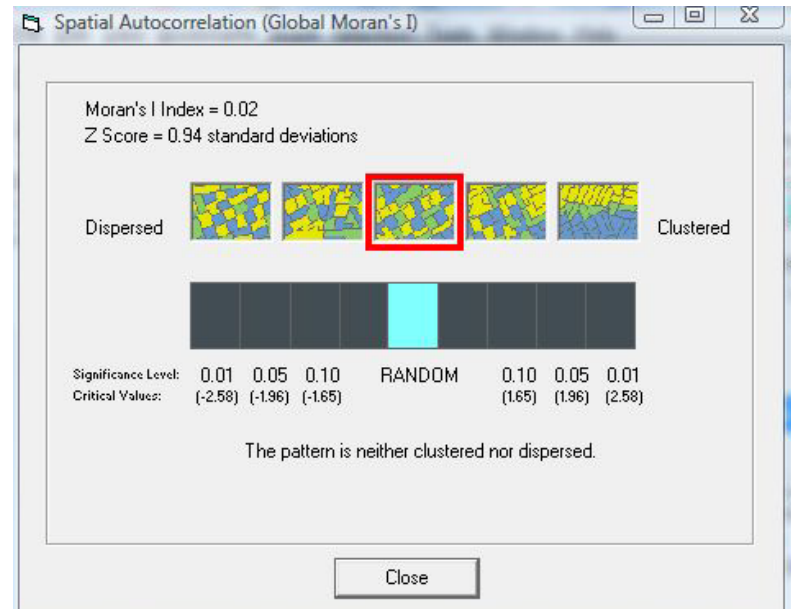 Spatial Autocorrelation (Global Moran's I)
Moran's I Index = 0.02
Z Score = 0.94 standard deviations
Dispersed
Clustered
Significance Level: 0.01 0.05 0.10 RANDOM 0.10 0.05 0.01
Critical Values: (-2.58) (-1.96) (-1.65) (1.65) (1.96) (2.58)
The pattern is neither clustered nor dispersed.
Close